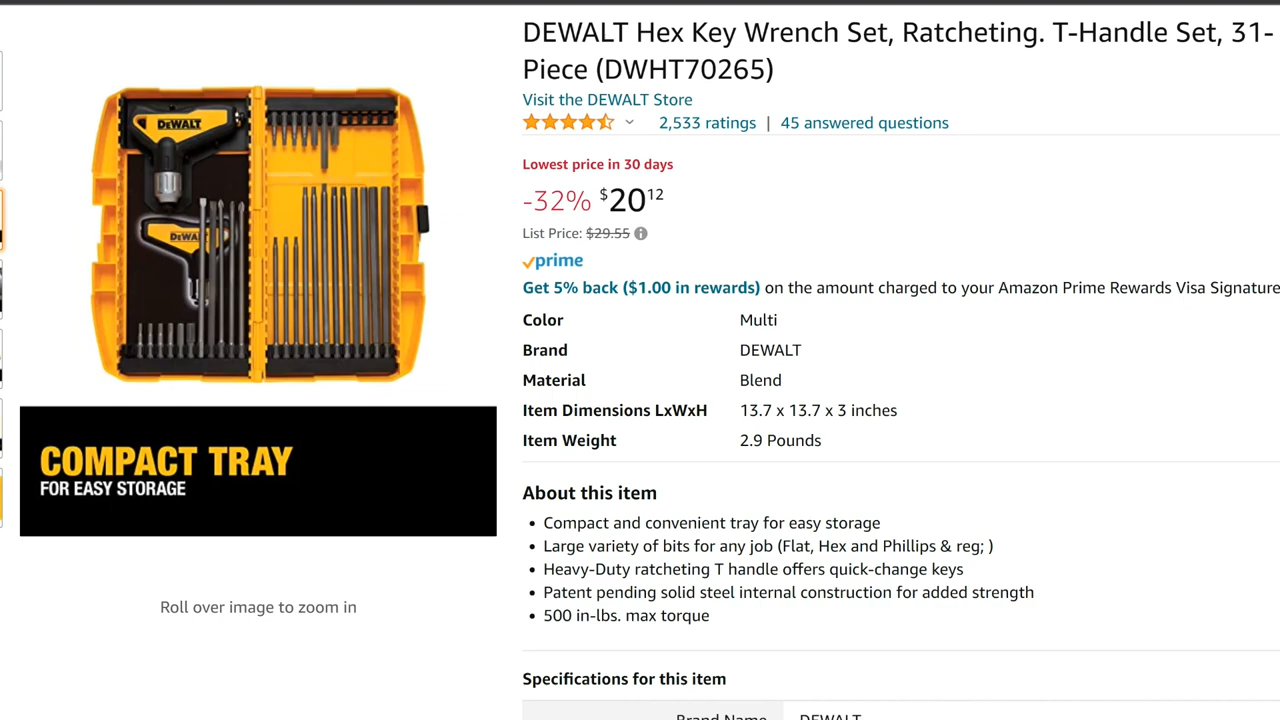 DEWALT Hex Key Wrench Set, Ratcheting. T-Handle Set, 31-
Piece (DWHT70265)
Visit the DEWALT Store
2,533 ratings | 45 answered questions
Lowest price in 30 days
-32% $20 12
List Price: $29.55
prime
Get 5% back ($1.00 in rewards) on the amount charged to your Amazon Prime Rewards Visa Signature
Color Multi
Brand DEWALT
Material Blend
Item Dimensions LxWxH 13.7 x 13.7 x 3 inches
Item Weight 2.9 Pounds
About this item
• Compact and convenient tray for easy storage
• Large variety of bits for any job (Flat, Hex and Phillips & reg; )
• Heavy-Duty ratcheting T handle offers quick-change keys
• Patent pending solid steel internal construction for added strength
• 500 in-lbs. max torque
Specifications for this item
Brand Name DEWALT
DEWALT
DEWA
COMPACT TRAY
FOR EASY STORAGE
Roll over image to zoom in